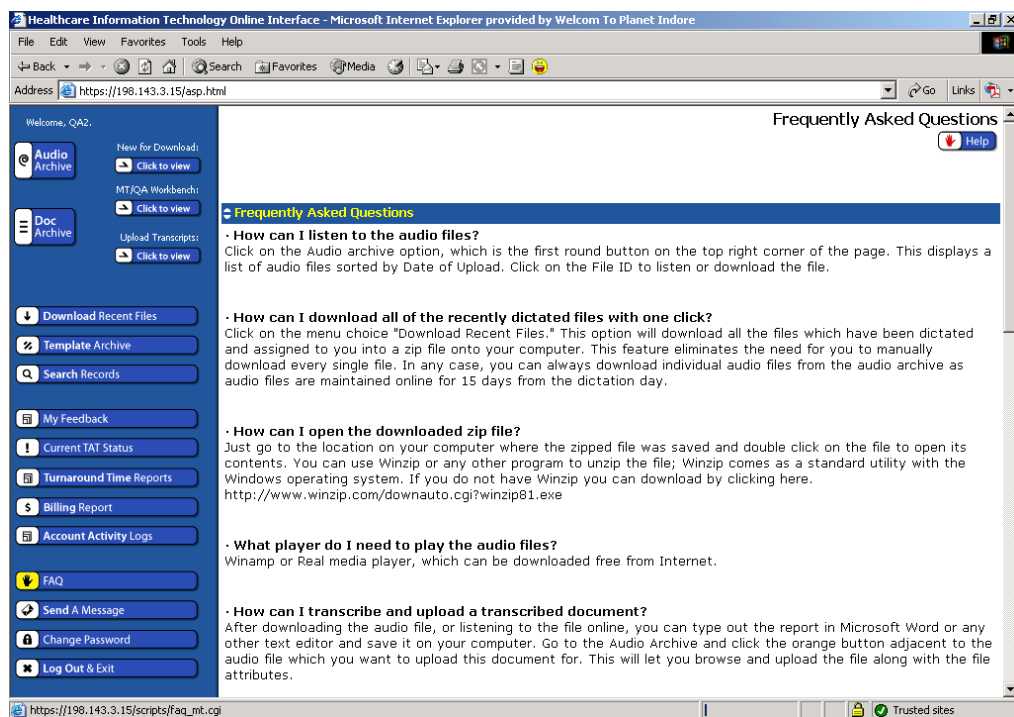 Healthcare Information Technology Online Interface - Microsoft Internet Explorer provided by Welcom To Planet Indore
File Edit View Favorites Tools Help
Back Search Favorites Media
Address https://198.143.3.15/asp.html Go Links
Welcome, QA2.
Audio Archive
New for Download:
Click to view
MT/QA Workbench:
Click to view
Doc Archive
Upload Transcripts:
Click to view
Download Recent Files
Template Archive
Search Records
My Feedback
Current TAT Status
Turnaround Time Reports
$ Billing Report
Account Activity Logs
FAQ
Send A Message
Change Password
Log Out & Exit
Frequently Asked Questions
Help
Frequently Asked Questions
· How can I listen to the audio files?
Click on the Audio archive option, which is the first round button on the top right corner of the page. This displays a
list of audio files sorted by Date of Upload. Click on the File ID to listen or download the file.
· How can I download all of the recently dictated files with one click?
Click on the menu choice "Download Recent Files." This option will download all the files which have been dictated
and assigned to you into a zip file onto your computer. This feature eliminates the need for you to manually
download every single file. In any case, you can always download individual audio files from the audio archive as
audio files are maintained online for 15 days from the dictation day.
· How can I open the downloaded zip file?
Just go to the location on your computer where the zipped file was saved and double click on the file to open its
contents. You can use Winzip or any other program to unzip the file; Winzip comes as a standard utility with the
Windows operating system. If you do not have Winzip you can download by clicking here.
http://www.winzip.com/downauto.cgi?winzip81.exe
· What player do I need to play the audio files?
Winamp or Real media player, which can be downloaded free from Internet.
· How can I transcribe and upload a transcribed document?
After downloading the audio file, or listening to the file online, you can type out the report in Microsoft Word or any
other text editor and save it on your computer. Go to the Audio Archive and click the orange button adjacent to the
audio file which you want to upload this document for. This will let you browse and upload the file along with the file
attributes.
https://198.143.3.15/scripts/faq_mt.cgi
Trusted sites